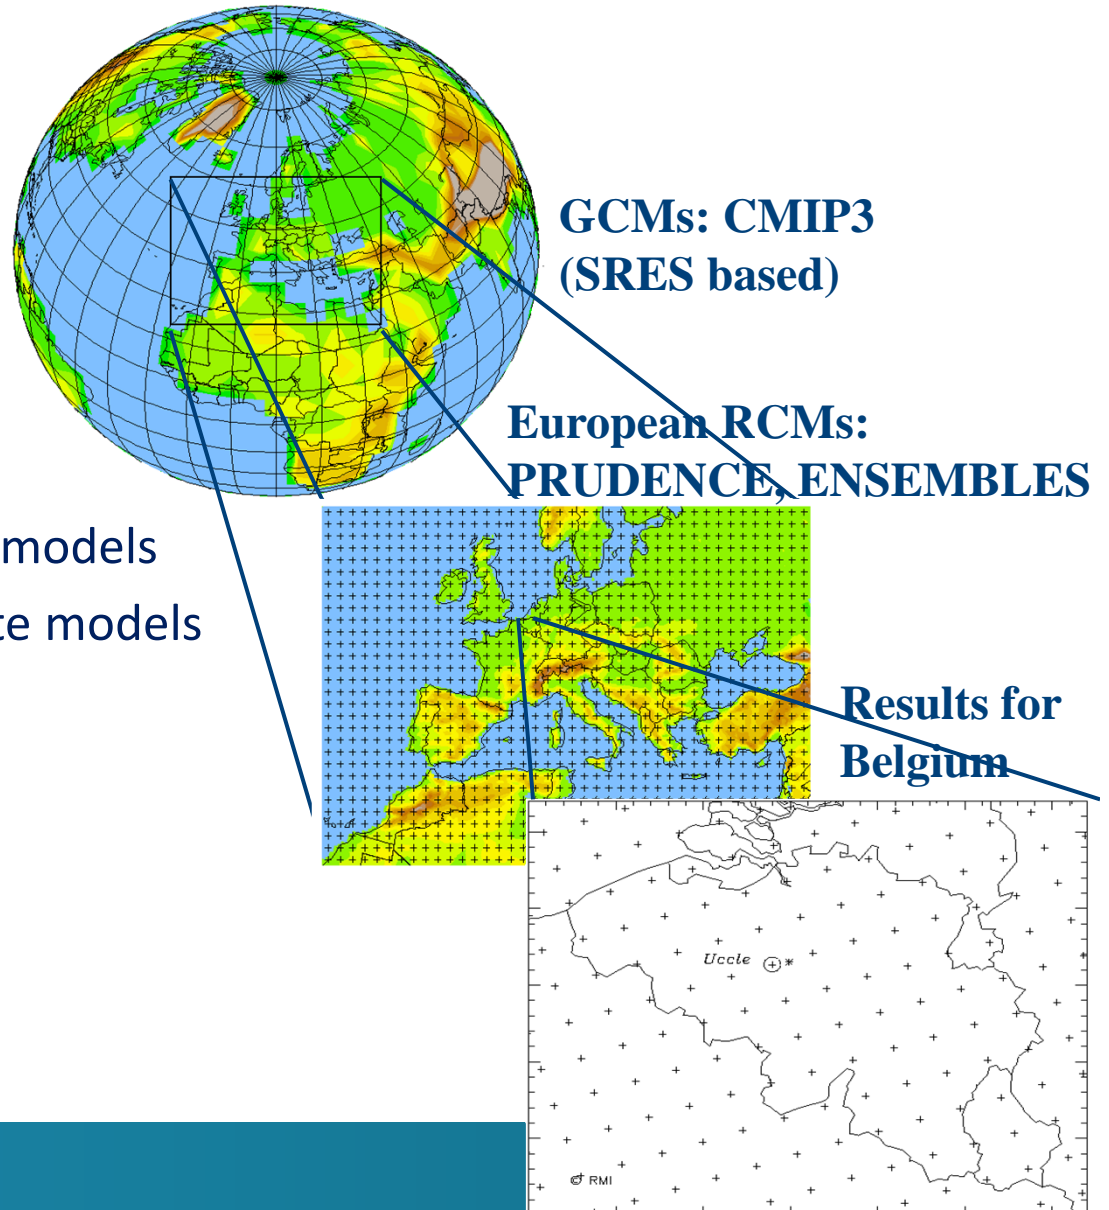 GCMs: CMIP3
(SRES based)
European RCMs:
PRUDENCE, ENSEMBLES
models
te models
Results for
Belgium
Uccle
© RMI